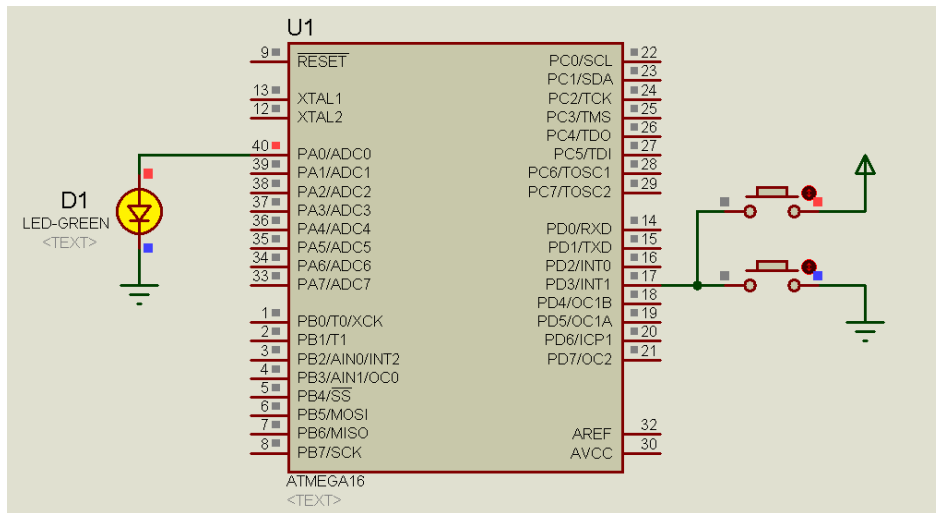 U1
9
RESET
13
XTAL1
12
XTAL2
40
PA0/ADC0
39
PA1/ADC1
38
PA2/ADC2
37
PA3/ADC3
36
PA4/ADC4
35
PA5/ADC5
34
PA6/ADC6
33
PA7/ADC7
1
PB0/T0/XCK
2
PB1/T1
3
PB2/AIN0/INT2
4
PB3/AIN1/OC0
5
PB4/SS
6
PB5/MOSI
7
PB6/MISO
8
PB7/SCK
PC0/SCL
22
PC1/SDA
23
PC2/TCK
24
PC3/TMS
25
PC4/TDO
26
PC5/TDI
27
PC6/TOSC1
28
PC7/TOSC2
29
PD0/RXD
14
PD1/TXD
15
PD2/INT0
16
PD3/INT1
17
PD4/OC1B
18
PD5/OC1A
19
PD6/ICP1
20
PD7/OC2
21
AREF
32
AVCC
30
ATMEGA16
<TEXT>
D1
LED-GREEN
<TEXT>